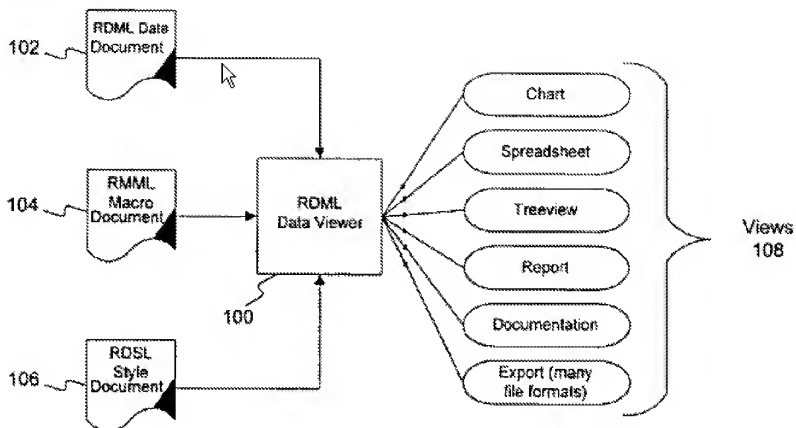 RDML Data
Document
102
RMML
Macro
Document
104
RDSL
Style
Document
106
RDML
Data Viewer
100
Chart
Spreadsheet
Treeview
Report
Documentation
Export (many
file formats)
Views
108